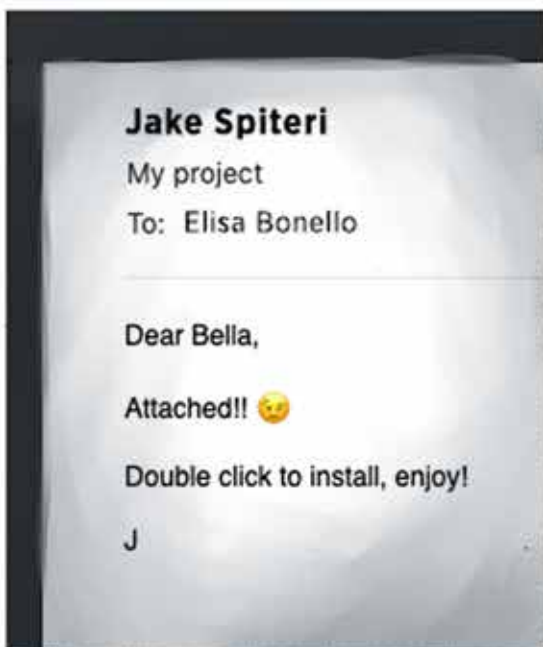 Jake Spiteri
My project
To: Elisa Bonello
Dear Bella,
Attached!! 🤨
Double click to install, enjoy!
J